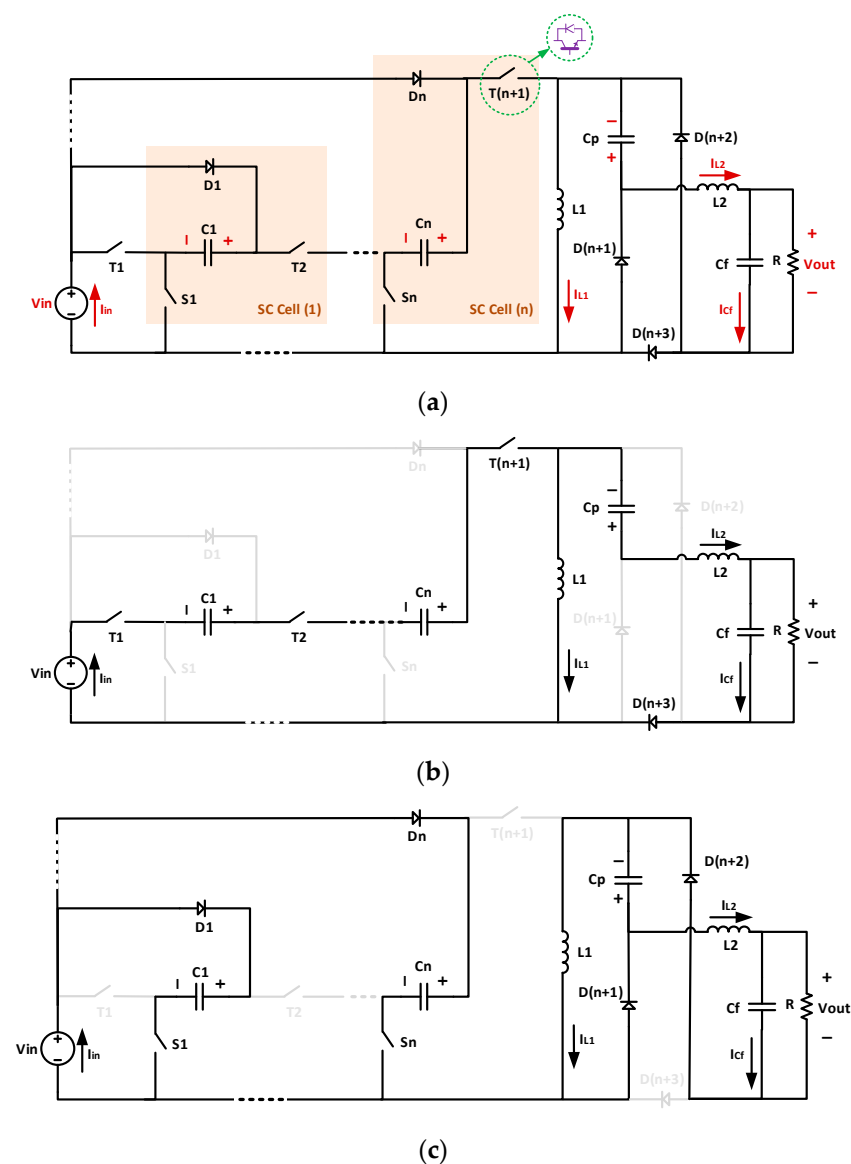 Dn
T(n+1)
D1
Cp
−
+
D(n+2)
IL2
L2
L1
C1
I
+
Cn
I
+
T1
T2
D(n+1)
S1
Sn
Cf
R
+
Vout
−
Vin
+
−
Iin
IL1
ICf
SC Cell (1)
SC Cell (n)
D(n+3)
(a)
Dn
T(n+1)
D1
−
Cp
+
D(n+2)
IL2
L2
L1
C1
I
+
Cn
I
+
T1
T2
D(n+1)
S1
Sn
Cf
R
+
Vout
−
Vin
+
−
Iin
IL1
ICf
D(n+3)
(b)
Dn
T(n+1)
D1
−
Cp
+
D(n+2)
IL2
L2
L1
C1
I
+
Cn
I
+
T1
T2
D(n+1)
S1
Sn
Cf
R
+
Vout
−
Vin
+
−
Iin
IL1
ICf
D(n+3)
(c)